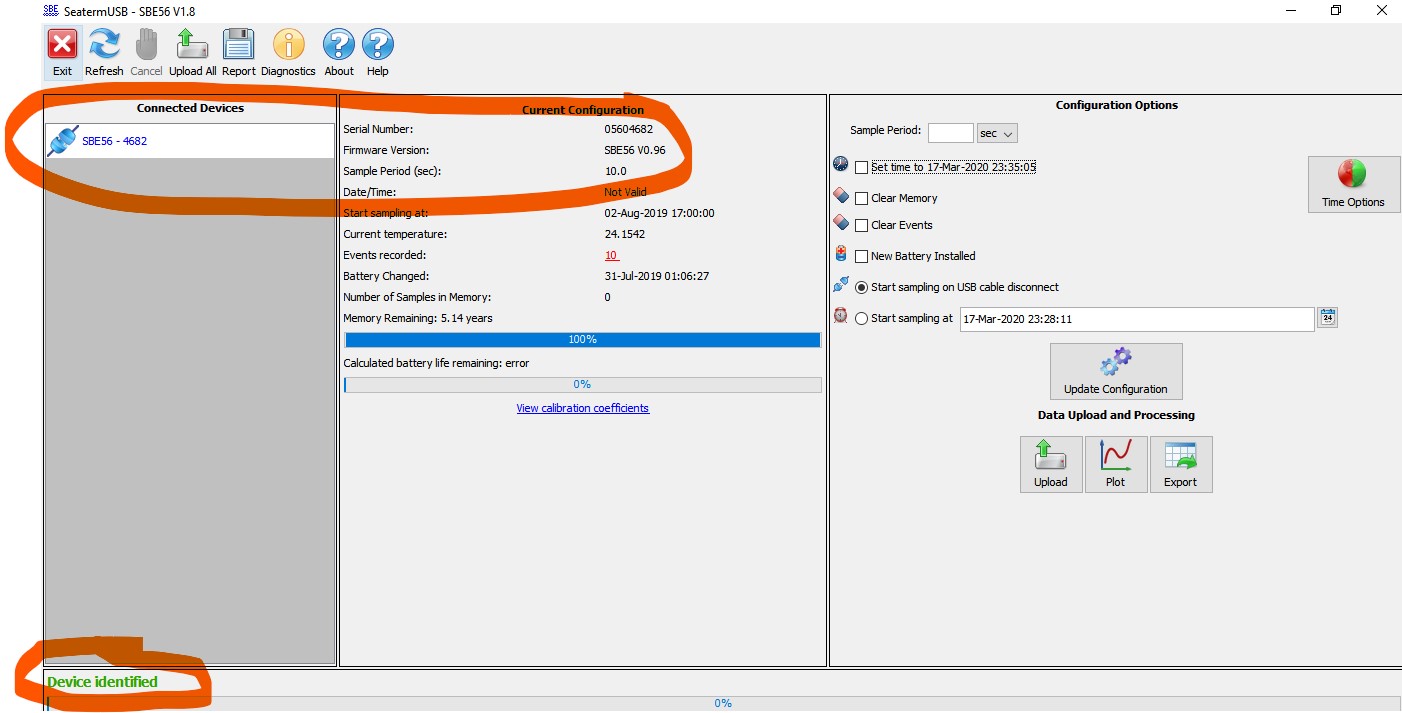 SBE SeatermUSB - SBE56 V1.8
Exit Refresh Cancel Upload All Report Diagnostics About Help
Connected Devices
SBE56 - 4682
Current Configuration
Serial Number: 05604682
Firmware Version: SBE56 V0.96
Sample Period (sec): 10.0
Date/Time: Not Valid
Start sampling at: 02-Aug-2019 17:00:00
Current temperature: 24.1542
Events recorded: 10
Battery Changed: 31-Jul-2019 01:06:27
Number of Samples in Memory: 0
Memory Remaining: 5.14 years
100%
Calculated battery life remaining: error
0%
View calibration coefficients
Configuration Options
Sample Period: sec
Set time to 17-Mar-2020 23:35:05
Time Options
Clear Memory
Clear Events
New Battery Installed
Start sampling on USB cable disconnect
Start sampling at 17-Mar-2020 23:28:11 24
Update Configuration
Data Upload and Processing
Upload Plot Export
Device identified
0%